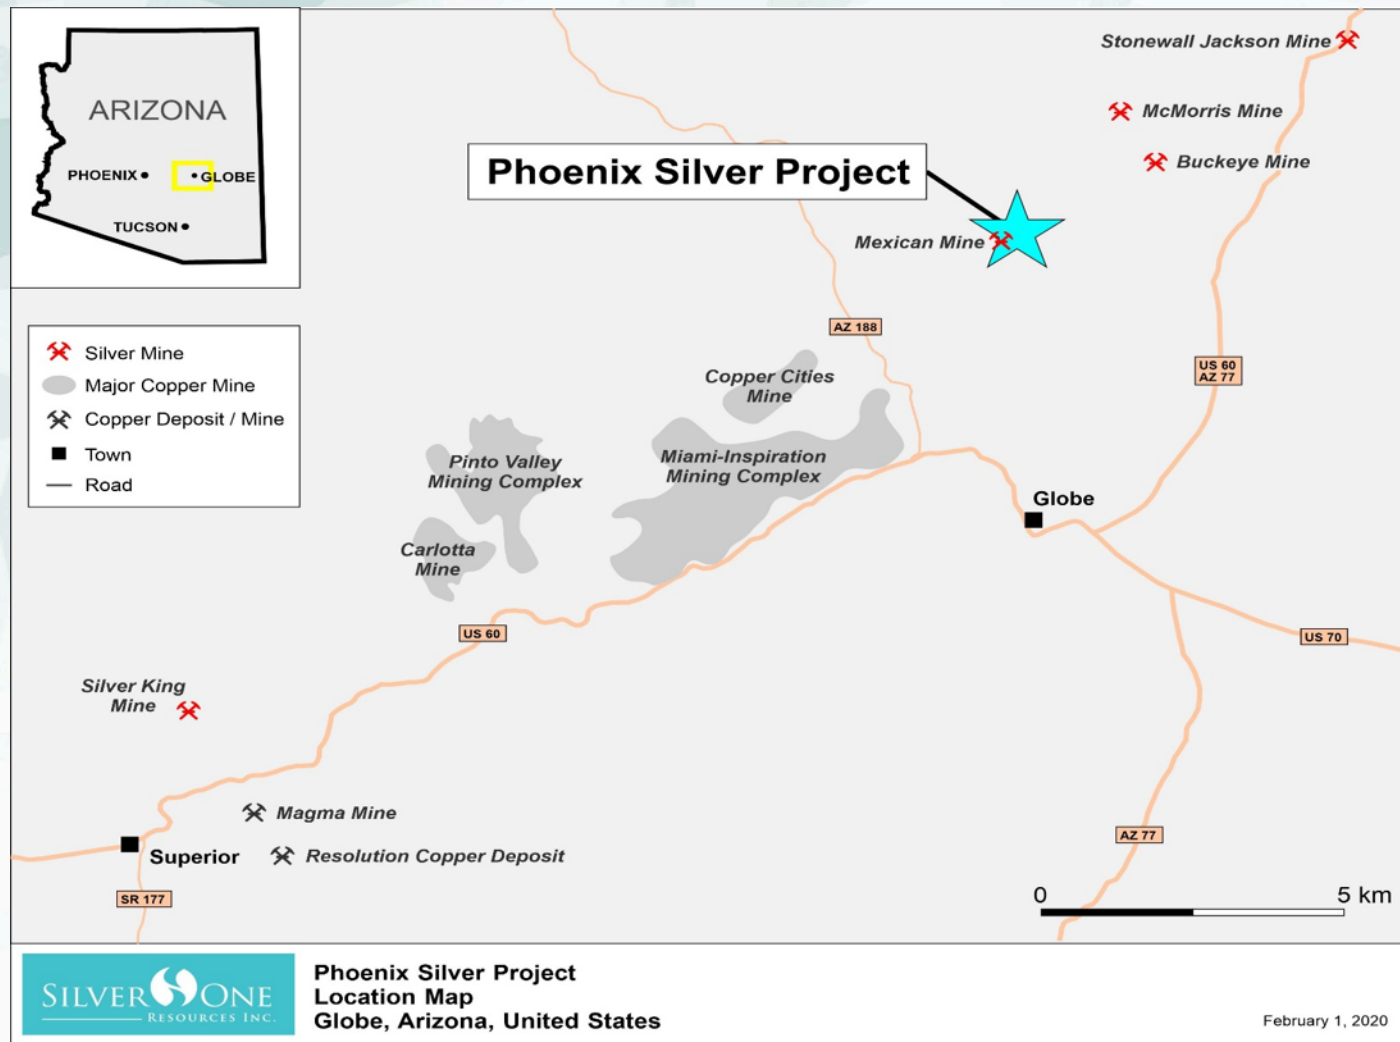 ARIZONA
PHOENIX
GLOBE
TUCSON
Silver Mine
Major Copper Mine
Copper Deposit / Mine
Town
Road
Stonewall Jackson Mine
McMorris Mine
Buckeye Mine
Phoenix Silver Project
Mexican Mine
AZ 188
US 60
AZ 77
Copper Cities
Mine
Pinto Valley
Mining Complex
Miami-Inspiration
Mining Complex
Globe
Carlotta
Mine
US 60
US 70
Silver King
Mine
Magma Mine
AZ 77
Superior
Resolution Copper Deposit
SR 177
0
5 km
SILVER ONE
RESOURCES INC.
Phoenix Silver Project
Location Map
Globe, Arizona, United States
February 1, 2020